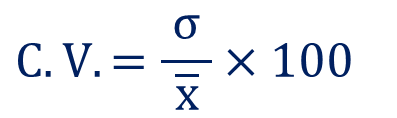 C. V. = σ / x̅ × 100